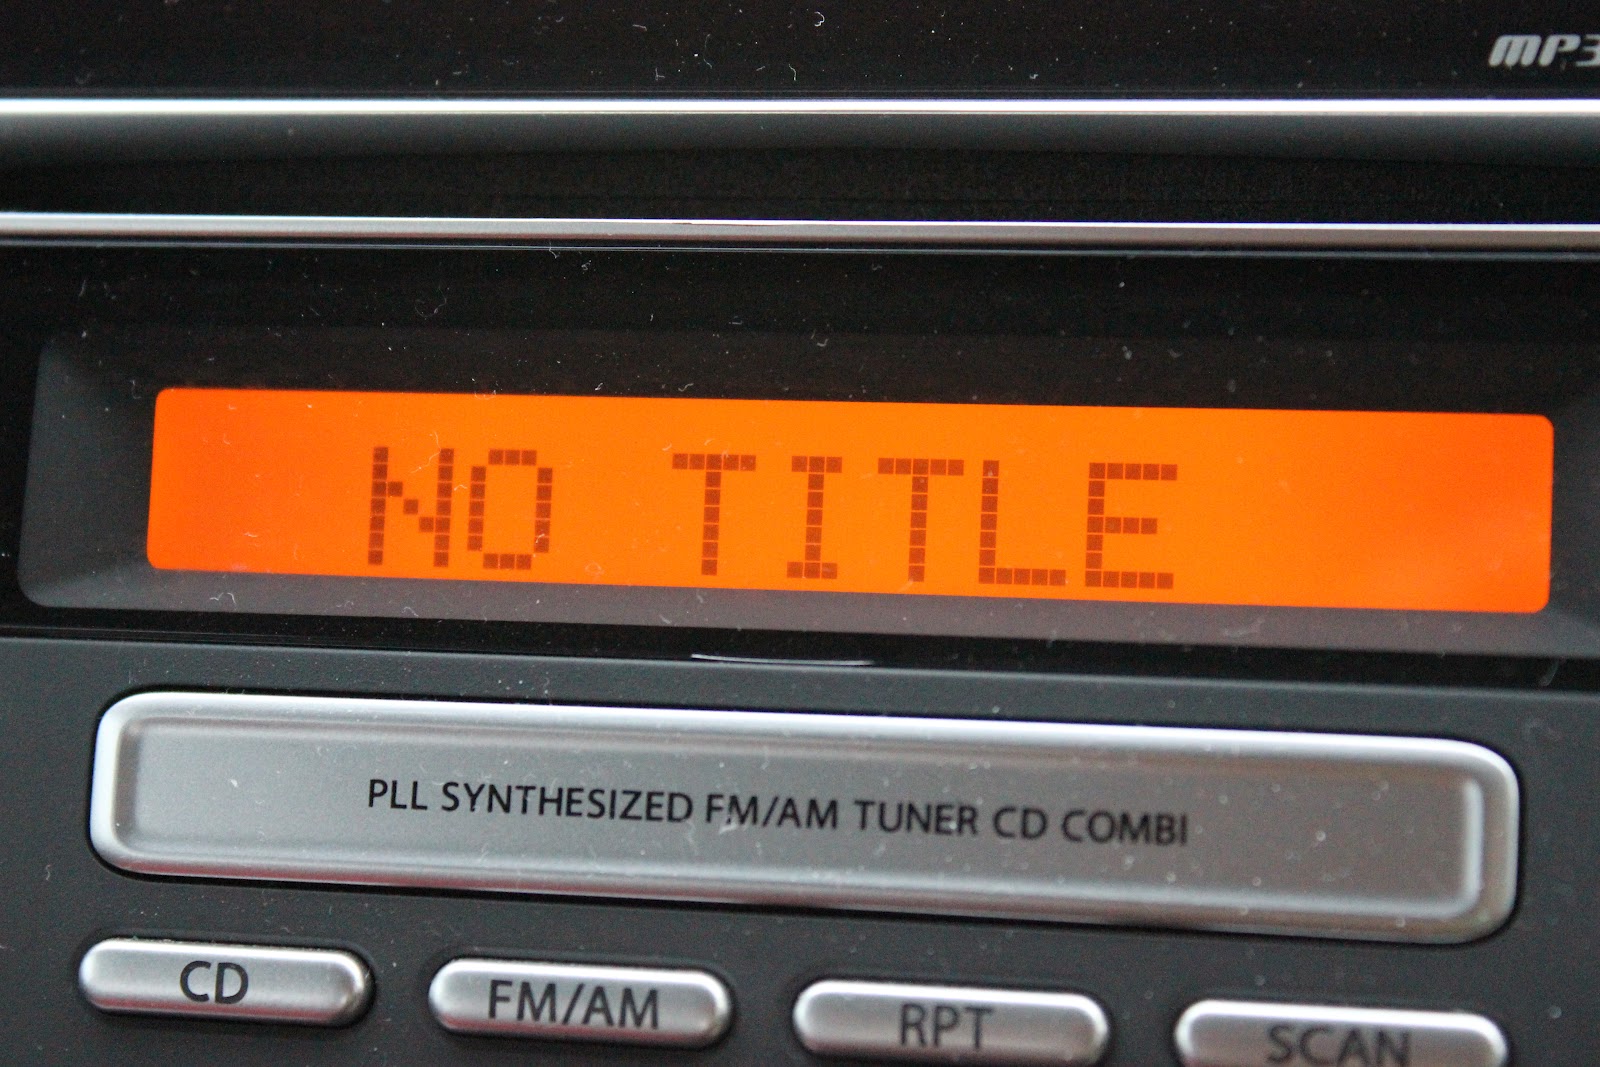 MP3
NO TITLE
PLL SYNTHESIZED FM/AM TUNER CD COMBI
CD
FM/AM
RPT
SCAN